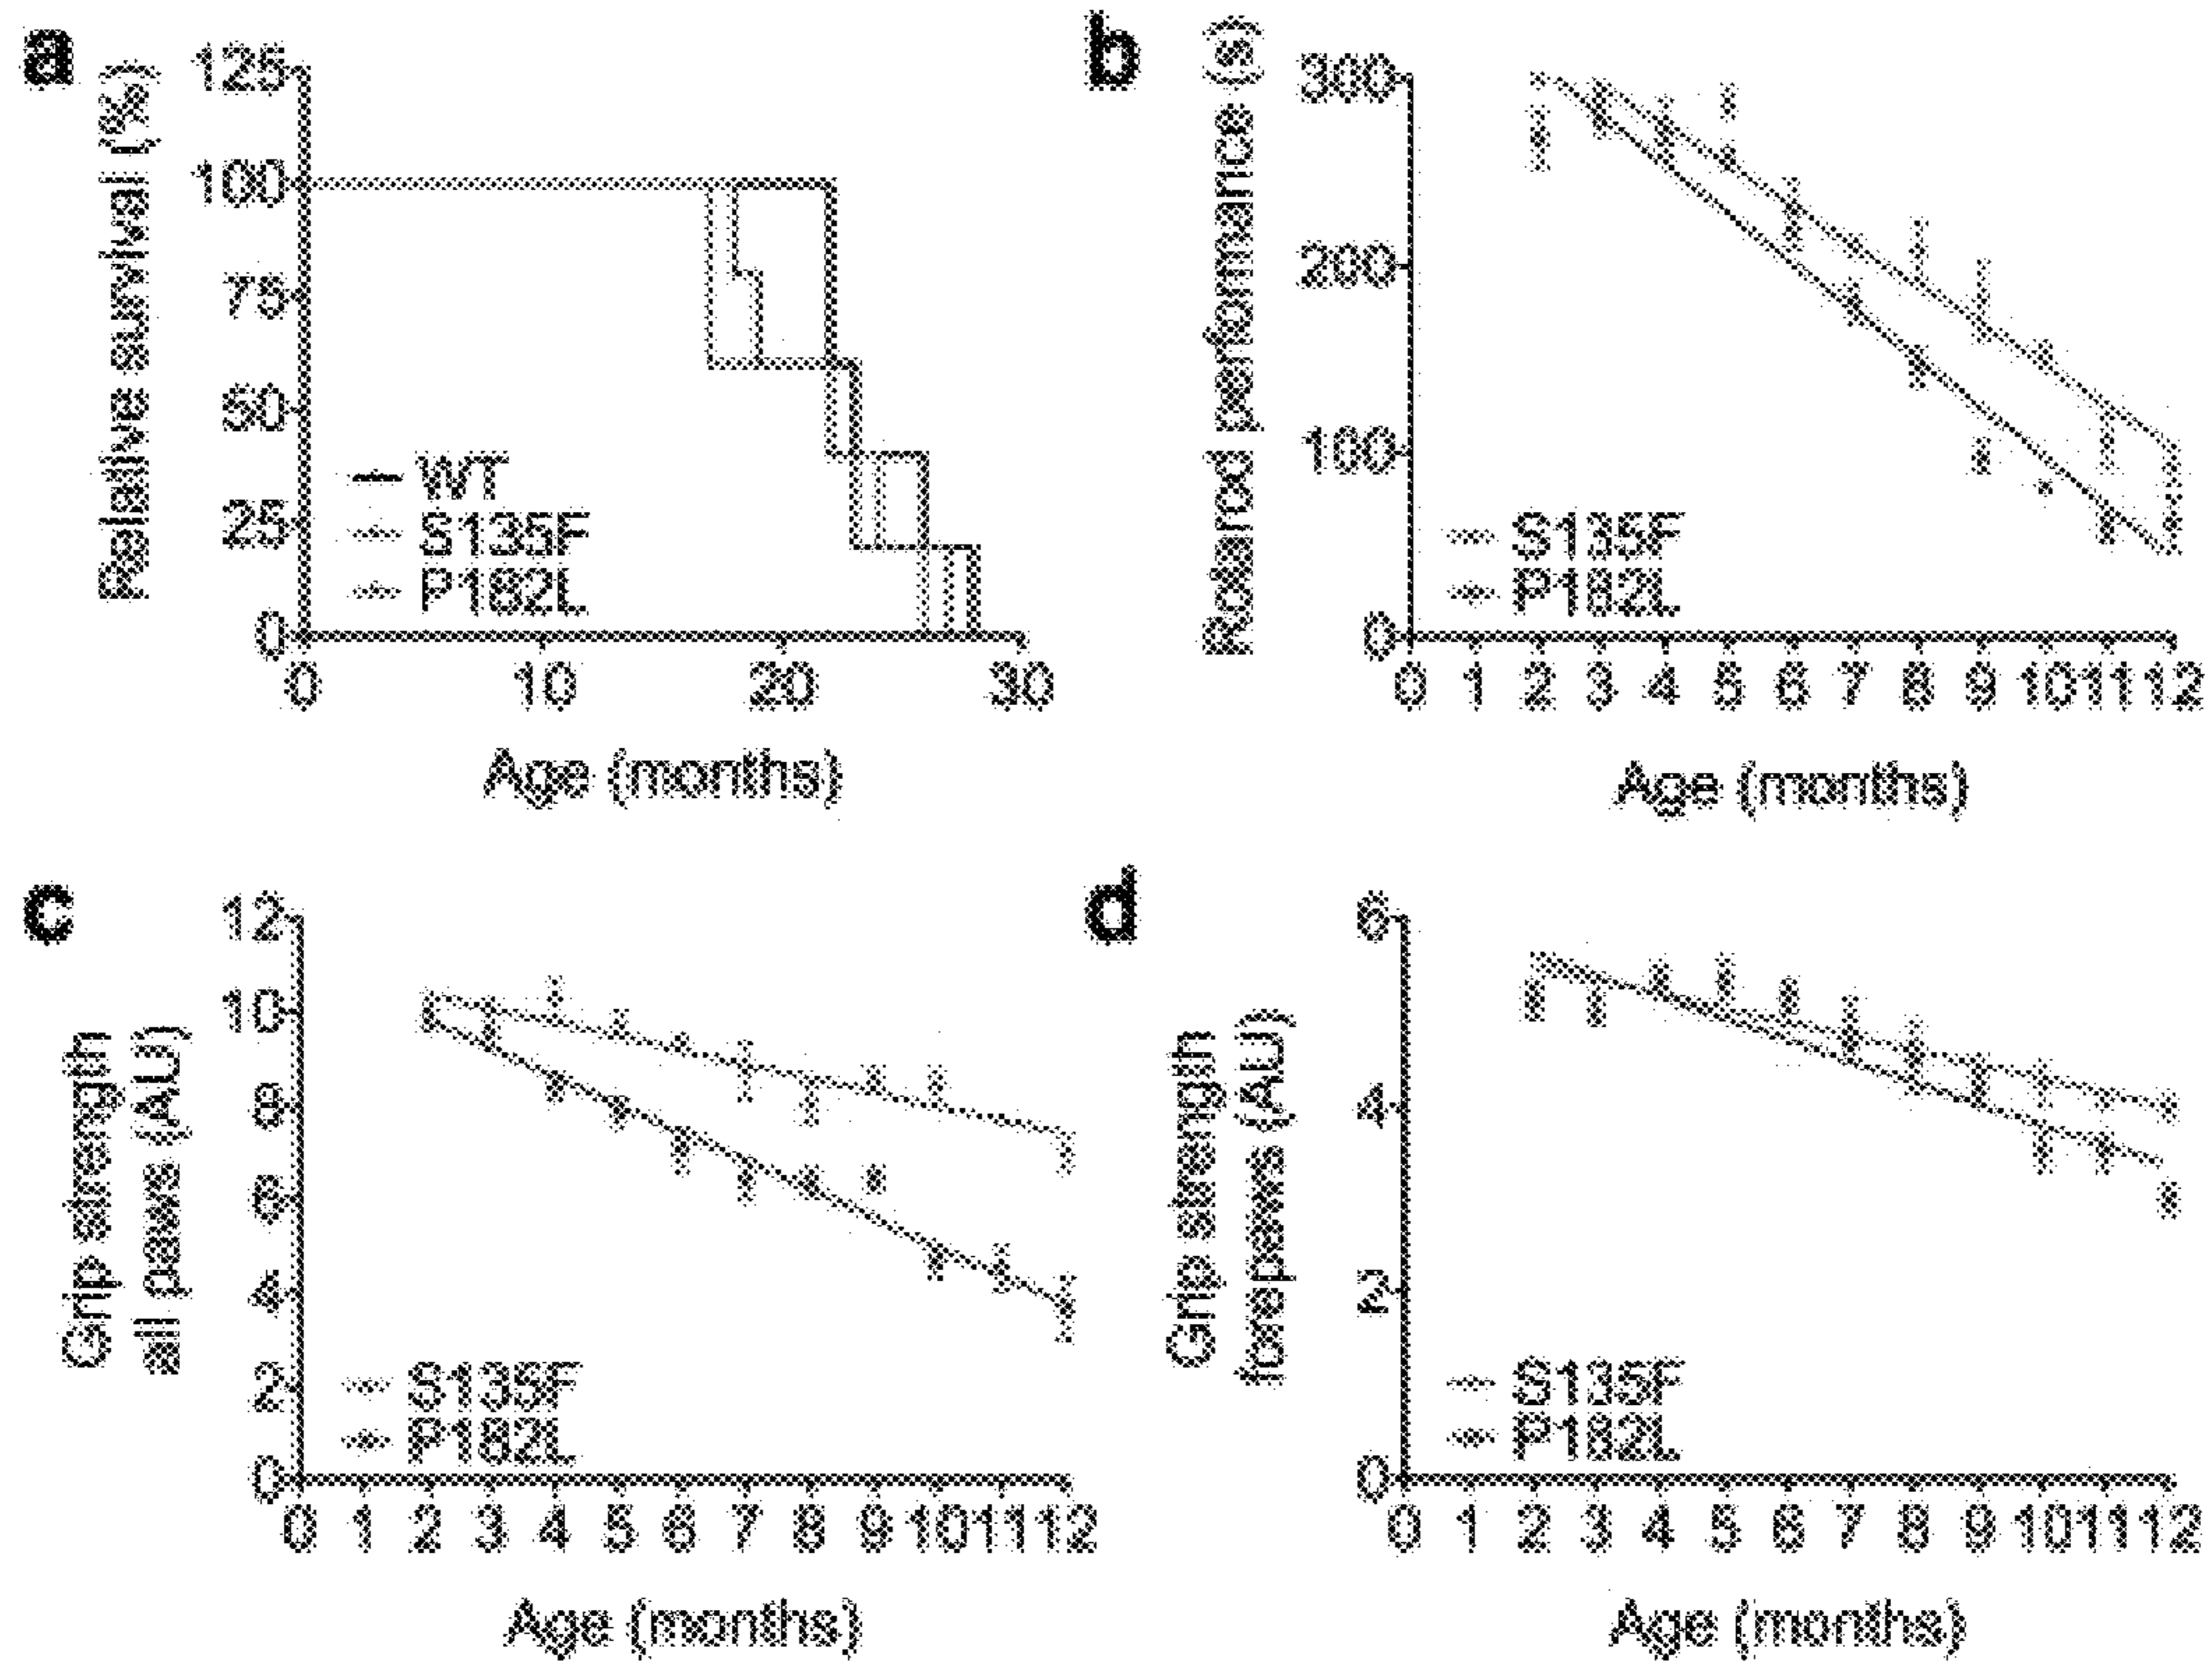 a
Relative survival (%)
125
100
75
50
25
0
WT
S135F
P182L
0 10 20 30
Age (months)
b
Rotarod perfomance (s)
300
200
100
0
S135F
P182L
0 1 2 3 4 5 6 7 8 9 10 11 12
Age (months)
c
Grip strength
all paws (AU)
12
10
8
6
4
2
0
S135F
P182L
0 1 2 3 4 5 6 7 8 9 10 11 12
Age (months)
d
Grip strength
forepaws (AU)
6
4
2
0
S135F
P182L
0 1 2 3 4 5 6 7 8 9 10 11 12
Age (months)